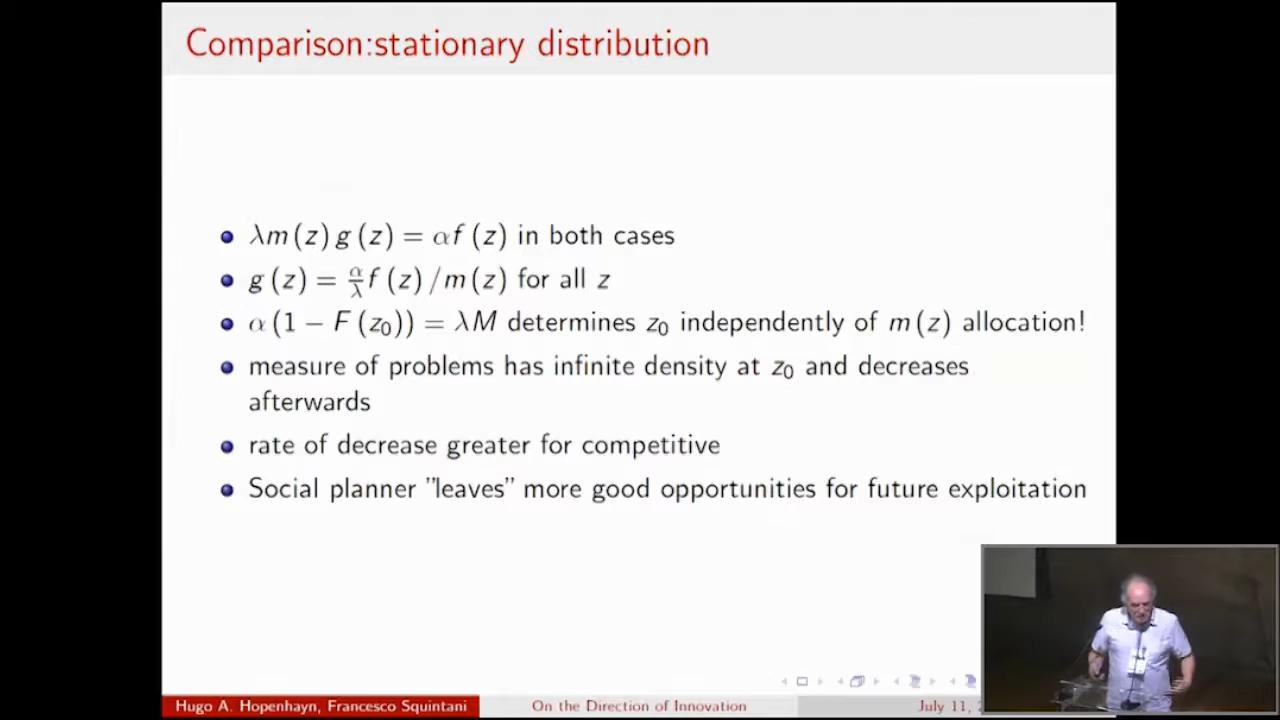 Comparison:stationary distribution
λm (z) g (z) = αf (z) in both cases
g (z) = α/λ f (z) /m (z) for all z
α (1 − F (z₀)) = λM determines z₀ independently of m (z) allocation!
measure of problems has infinite density at z₀ and decreases
afterwards
rate of decrease greater for competitive
Social planner "leaves" more good opportunities for future exploitation
Hugo A. Hopenhayn, Francesco Squintani
On the Direction of Innovation
July 11,